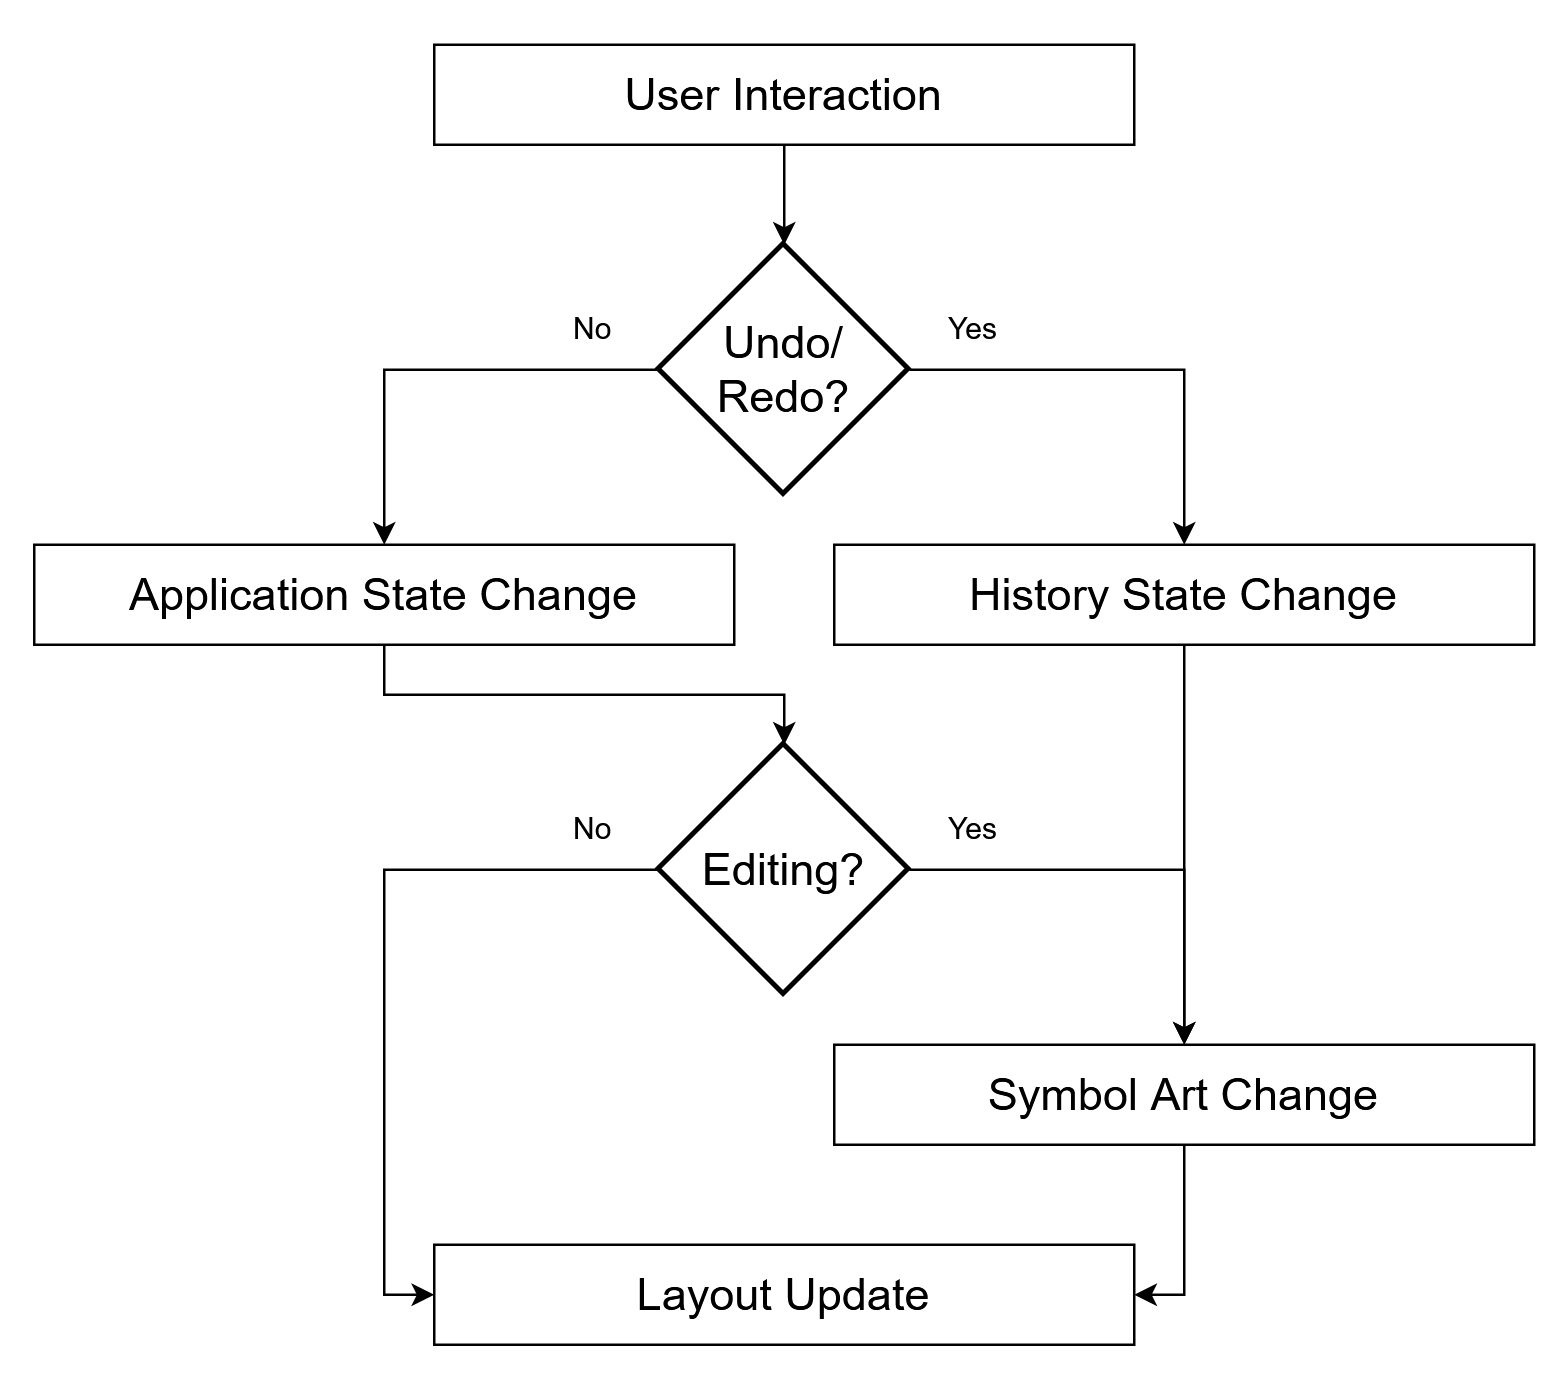 User Interaction
No
Yes
Undo/
Redo?
Application State Change
History State Change
No
Yes
Editing?
Symbol Art Change
Layout Update